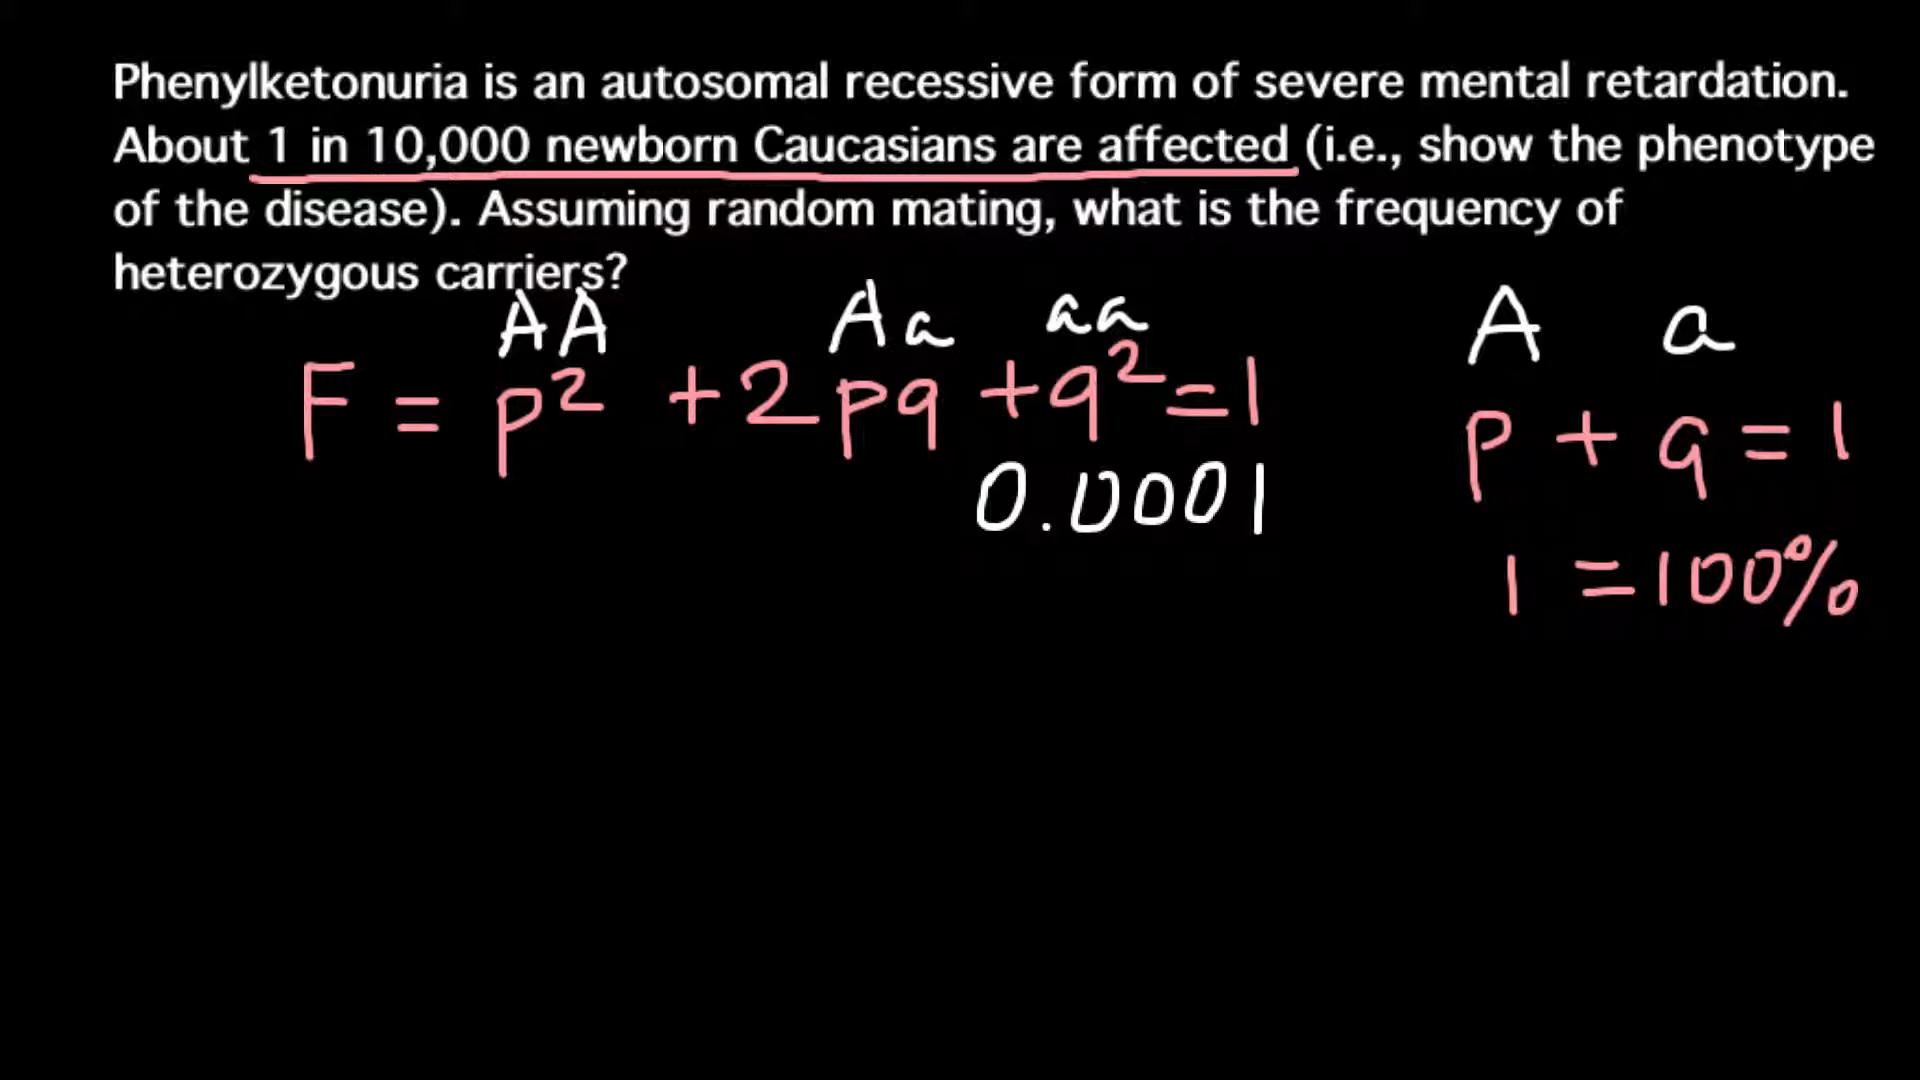 Phenylketonuria is an autosomal recessive form of severe mental retardation.
About 1 in 10,000 newborn Caucasians are affected (i.e., show the phenotype
of the disease). Assuming random mating, what is the frequency of
heterozygous carriers?
AA Aa aa A a
F = p² + 2pq + q² = 1 p + q = 1
0.0001
1 = 100%